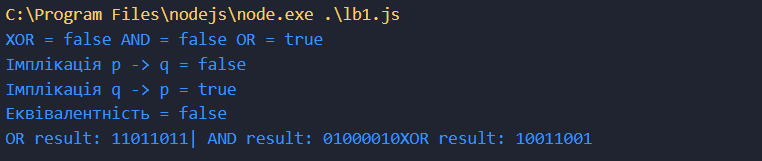 C:\Program Files\nodejs\node.exe .\lb1.js
XOR = false AND = false OR = true
Імплікація p -> q = false
Імплікація q -> p = true
Еквівалентність = false
OR result: 11011011| AND result: 01000010XOR result: 10011001